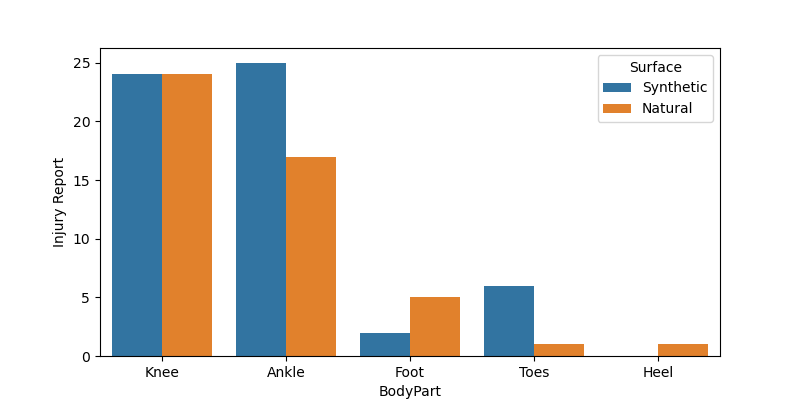 25
20
15
10
5
0
Injury Report
Surface
Synthetic
Natural
Knee Ankle Foot Toes Heel
BodyPart